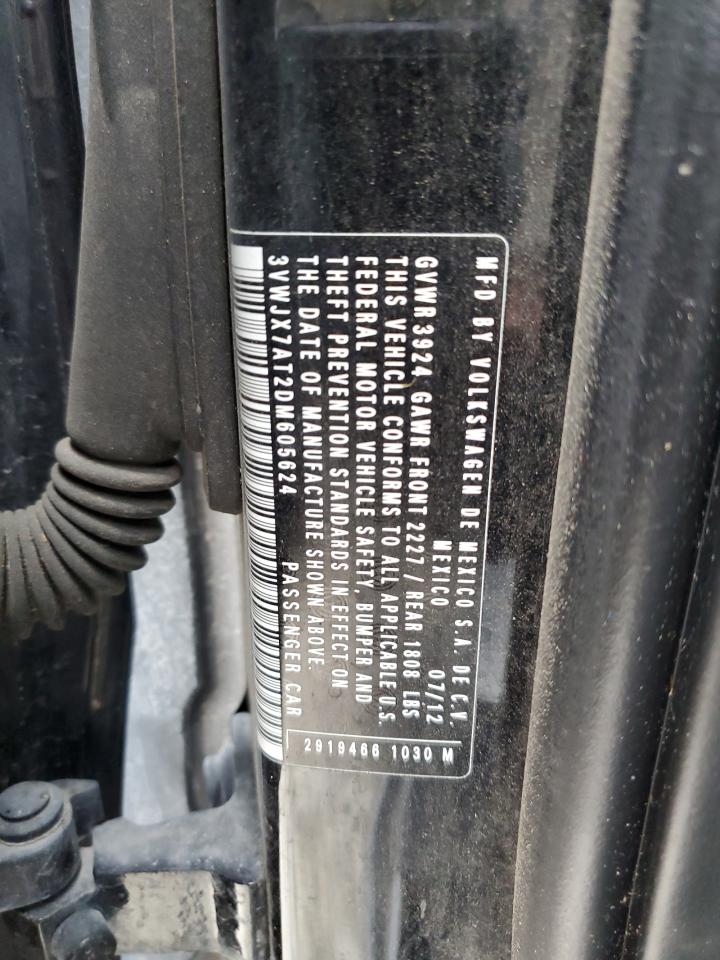 MFD BY VOLKSWAGEN DE MEXICO S.A. DE C.V.
MEXICO 07/12
GVWR 3924 GAWR FRONT 2227 / REAR 1808 LBS
THIS VEHICLE CONFORMS TO ALL APPLICABLE U.S.
FEDERAL MOTOR VEHICLE SAFETY, BUMPER AND
THEFT PREVENTION STANDARDS IN EFFECT ON
THE DATE OF MANUFACTURE SHOWN ABOVE.
3VWJX7AT2DM605624 PASSENGER CAR
2919466 1030 M